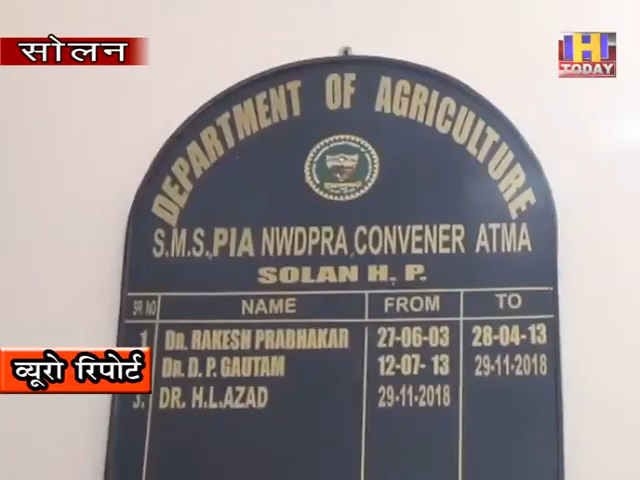 सोलन
H
TODAY
DEPARTMENT OF AGRICULTURE
S.M.S. PIA NWDPRA CONVENER ATMA
SOLAN H. P.
SR NO NAME FROM TO
1 DR. RAKESH PRABHAKAR 27-06-03 28-04-13
DR. D. P. GAUTAM 12-07-13 29-11-2018
3. DR. H.L.AZAD 29-11-2018
ब्यूरो रिपोर्ट